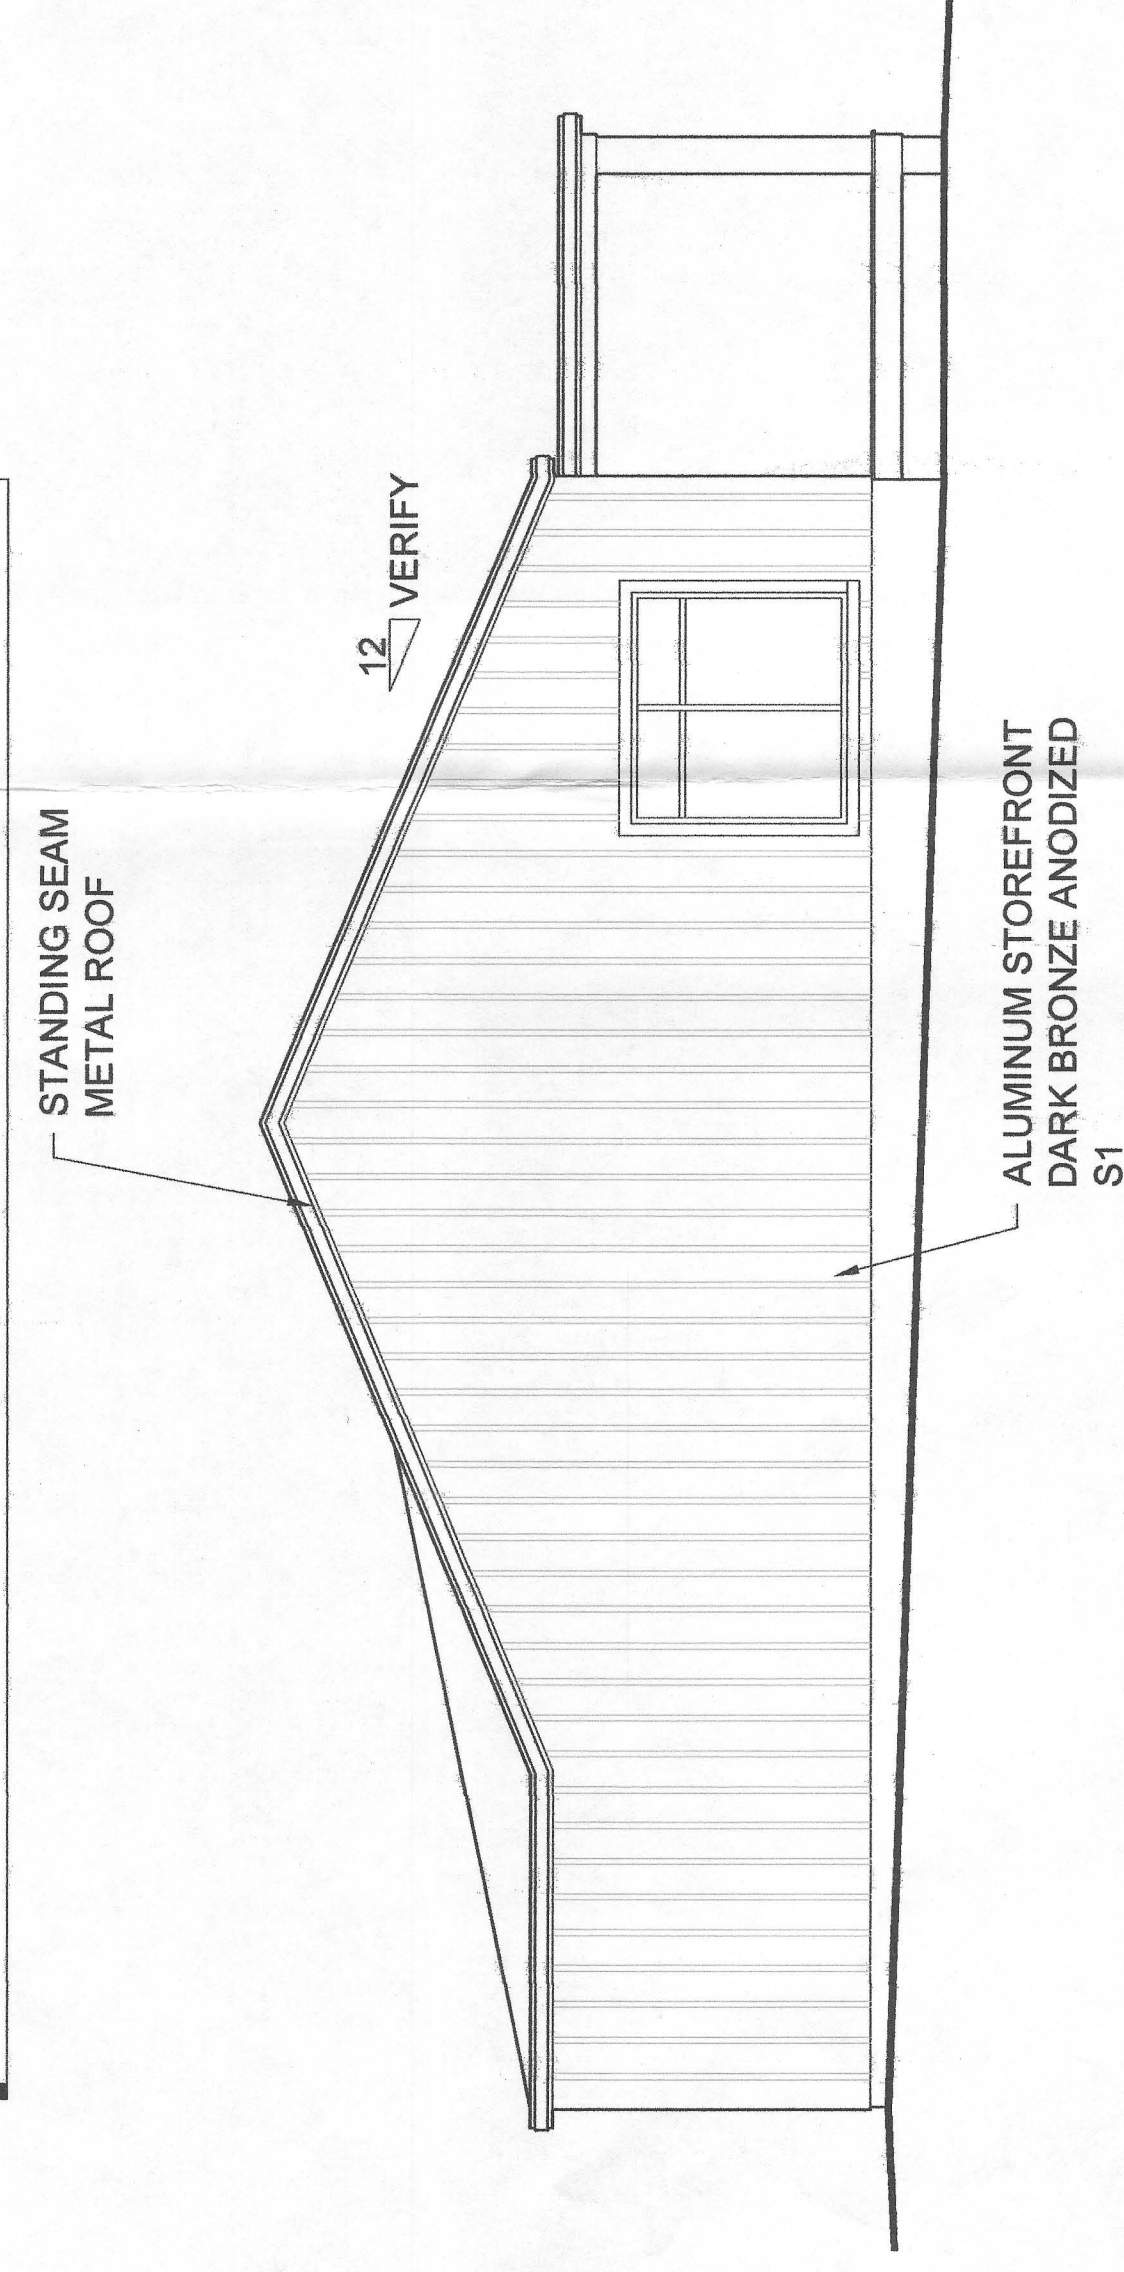 STANDING SEAM
METAL ROOF
12
VERIFY
ALUMINUM STOREFRONT
DARK BRONZE ANODIZED
S1